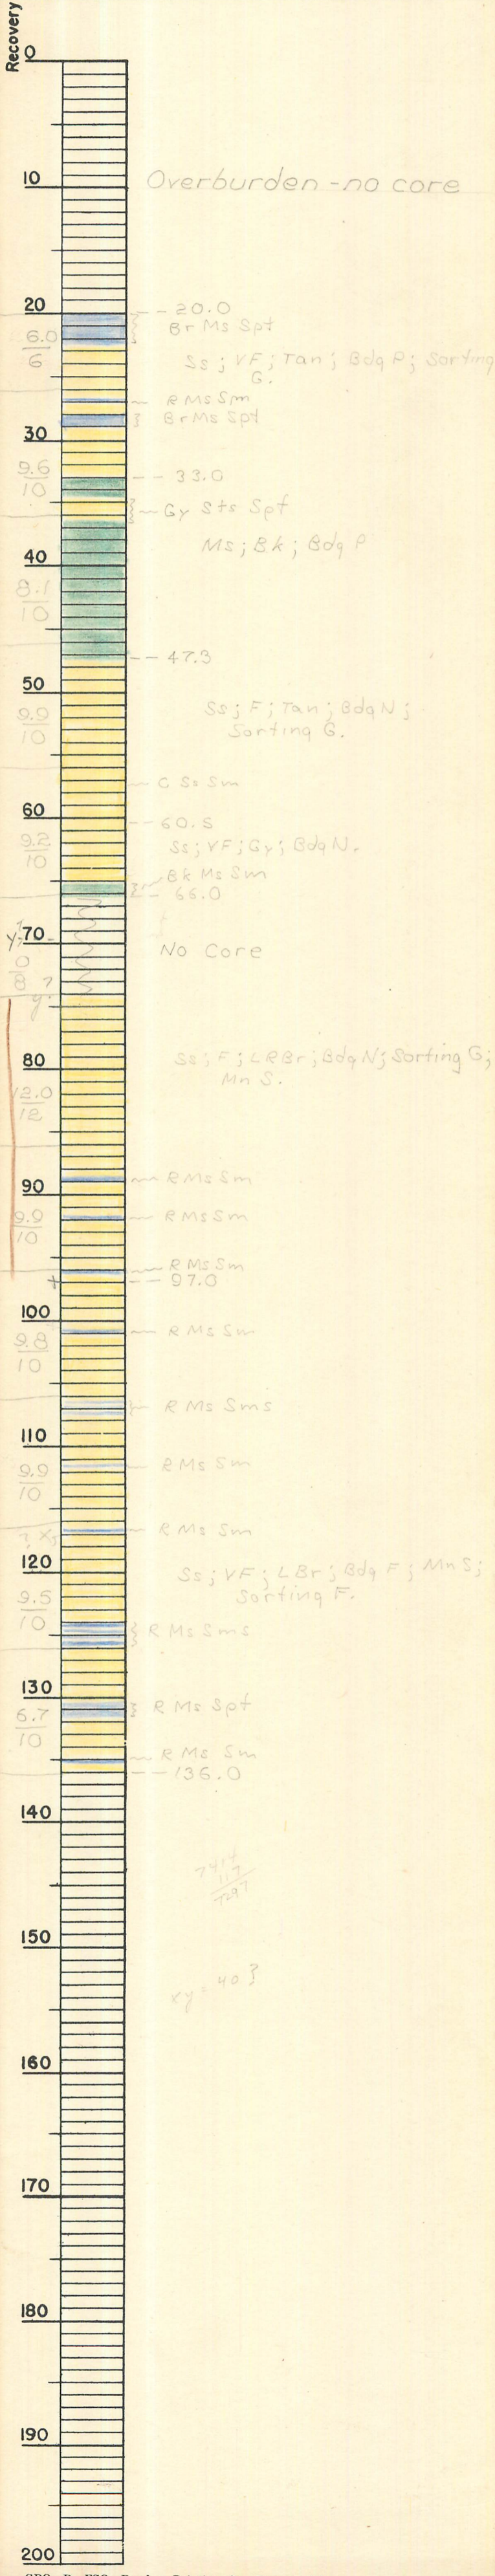 Recovery
0
10
Overburden - no core
20
-- 20.0
Br Ms Spt
6.0
6
Ss; VF; Tan; Bdg P; Sorting
G.
R Ms Sm
Br Ms Spt
30
9.6
10
-- 33.0
Gy Sts Spt
Ms; Bk; Bdg P
40
8.1
10
-- 47.3
50
9.9
10
Ss; F; Tan; Bdg N;
Sorting G.
C Ss Sm
60
-- 60.5
9.2
10
Ss; VF; Gy; Bdg N.
Bk Ms Sm
-- 66.0
70
No Core
0
8
80
Ss; F; LRBr; Bdg N; Sorting G;
Mn S.
12.0
12
R Ms Sm
90
9.9
10
R Ms Sm
R Ms Sm
-- 97.0
100
9.8
10
R Ms Sm
R Ms Sms
110
9.9
10
R Ms Sm
R Ms Sm
120
Ss; VF; LBr; Bdg F; Mn S;
Sorting F.
9.5
10
R Ms Sms
130
R Ms Spt
6.7
10
R Ms Sm
-- 136.0
140
150
160
170
180
190
200